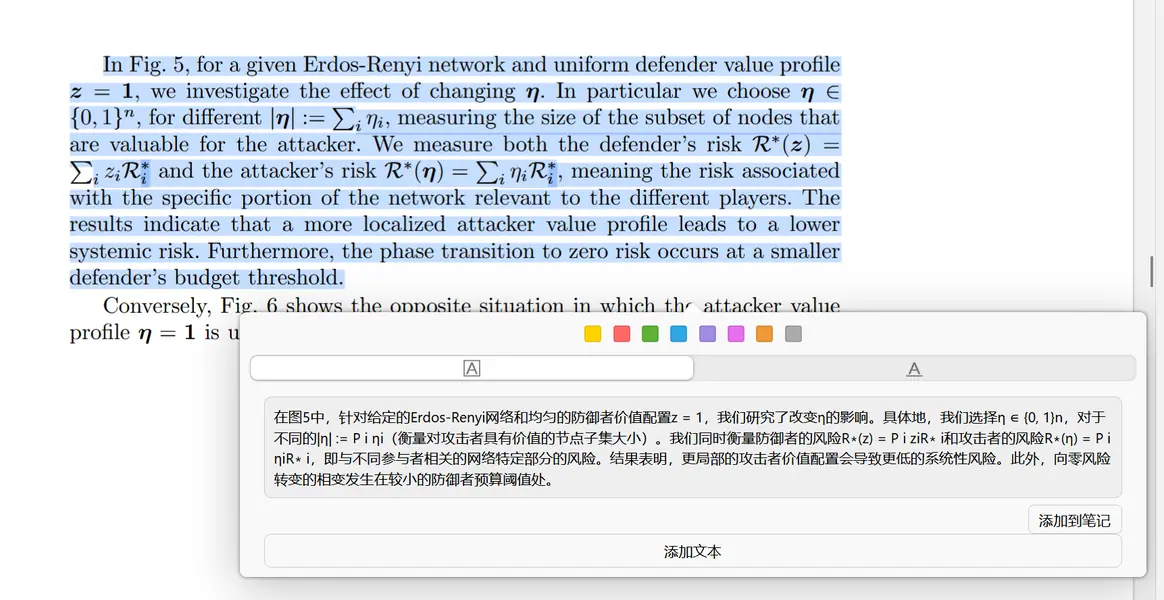 In Fig. 5, for a given Erdos-Renyi network and uniform defender value profile
z = 1, we investigate the effect of changing η. In particular we choose η ∈
{0, 1}ⁿ, for different |η| := ∑ᵢ ηᵢ, measuring the size of the subset of nodes that
are valuable for the attacker. We measure both the defender's risk ℛ*(z) =
∑ᵢ zᵢℛᵢ* and the attacker's risk ℛ*(η) = ∑ᵢ ηᵢℛᵢ*, meaning the risk associated
with the specific portion of the network relevant to the different players. The
results indicate that a more localized attacker value profile leads to a lower
systemic risk. Furthermore, the phase transition to zero risk occurs at a smaller
defender's budget threshold.
Conversely, Fig. 6 shows the opposite situation in which the attacker value
profile η = 1 is u
A
A
在图5中，针对给定的Erdos-Renyi网络和均匀的防御者价值配置z = 1，我们研究了改变η的影响。具体地，我们选择η ∈ {0, 1}n，对于
不同的|η| := P i ηi（衡量对攻击者具有价值的节点子集大小）。我们同时衡量防御者的风险R∗(z) = P i ziR∗ i和攻击者的风险R∗(η) = P i
ηiR∗ i，即与不同参与者相关的网络特定部分的风险。结果表明，更局部的攻击者价值配置会导致更低的系统性风险。此外，向零风险
转变的相变发生在较小的防御者预算阈值处。
添加到笔记
添加文本